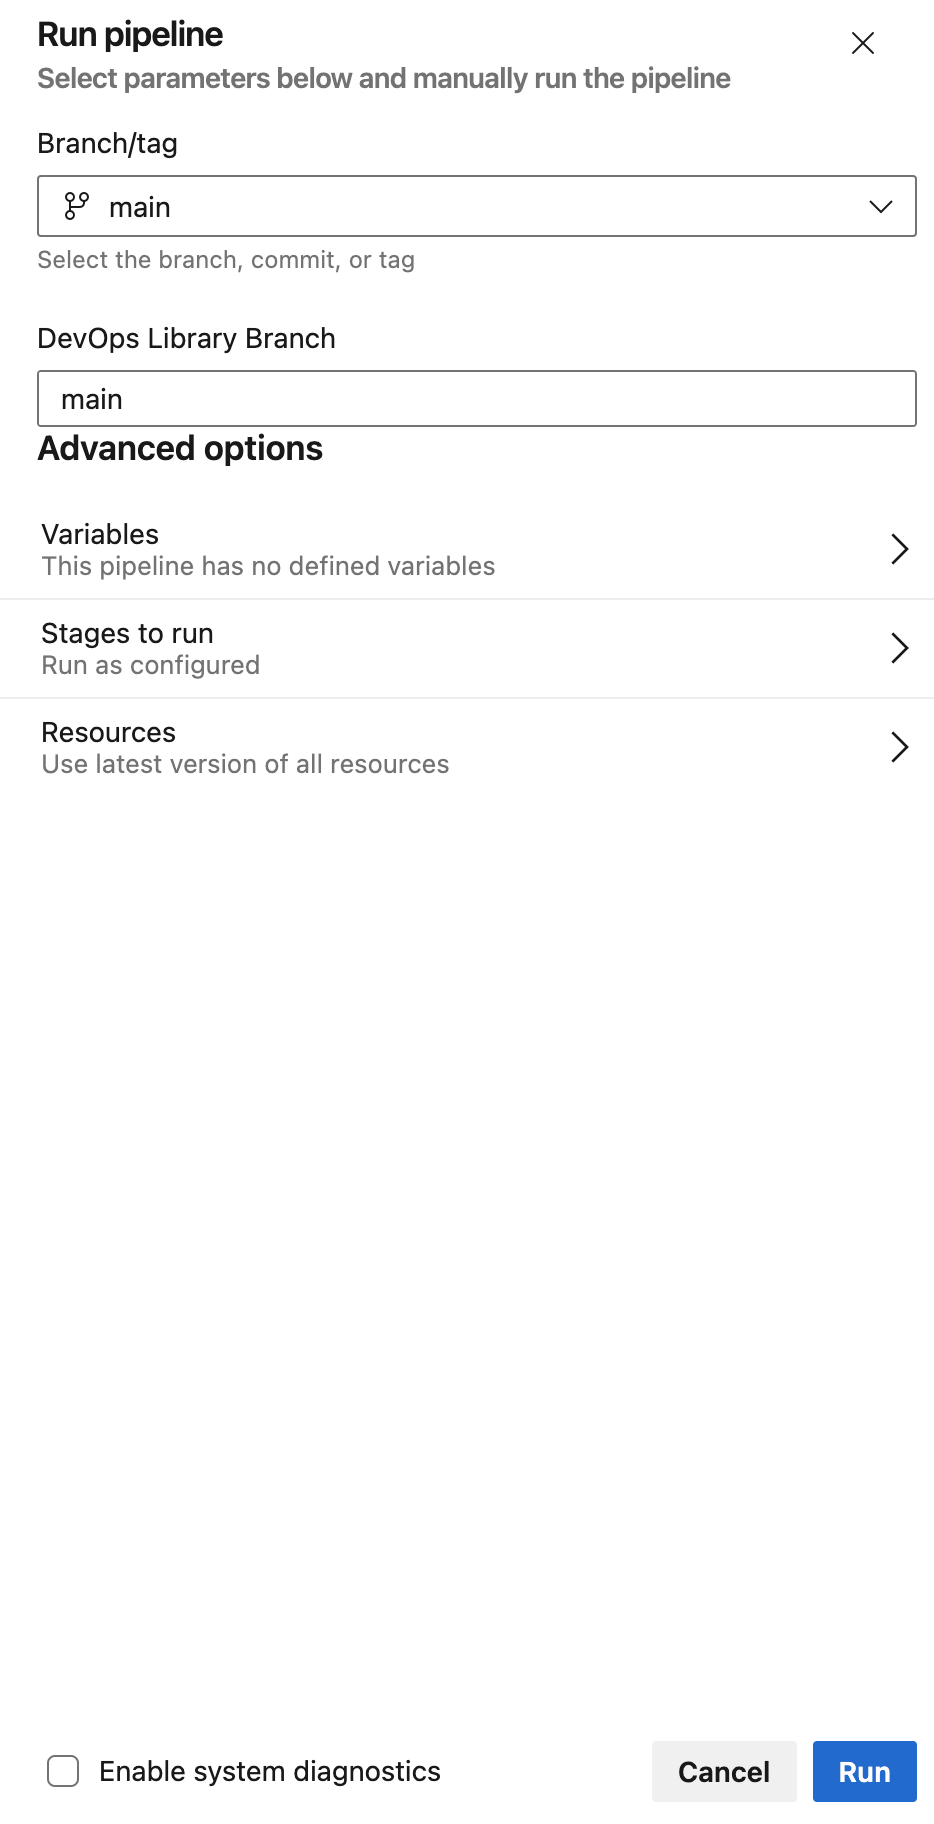 Run pipeline
Select parameters below and manually run the pipeline
Branch/tag
main
Select the branch, commit, or tag
DevOps Library Branch
main
Advanced options
Variables
This pipeline has no defined variables
Stages to run
Run as configured
Resources
Use latest version of all resources
Enable system diagnostics
Cancel
Run